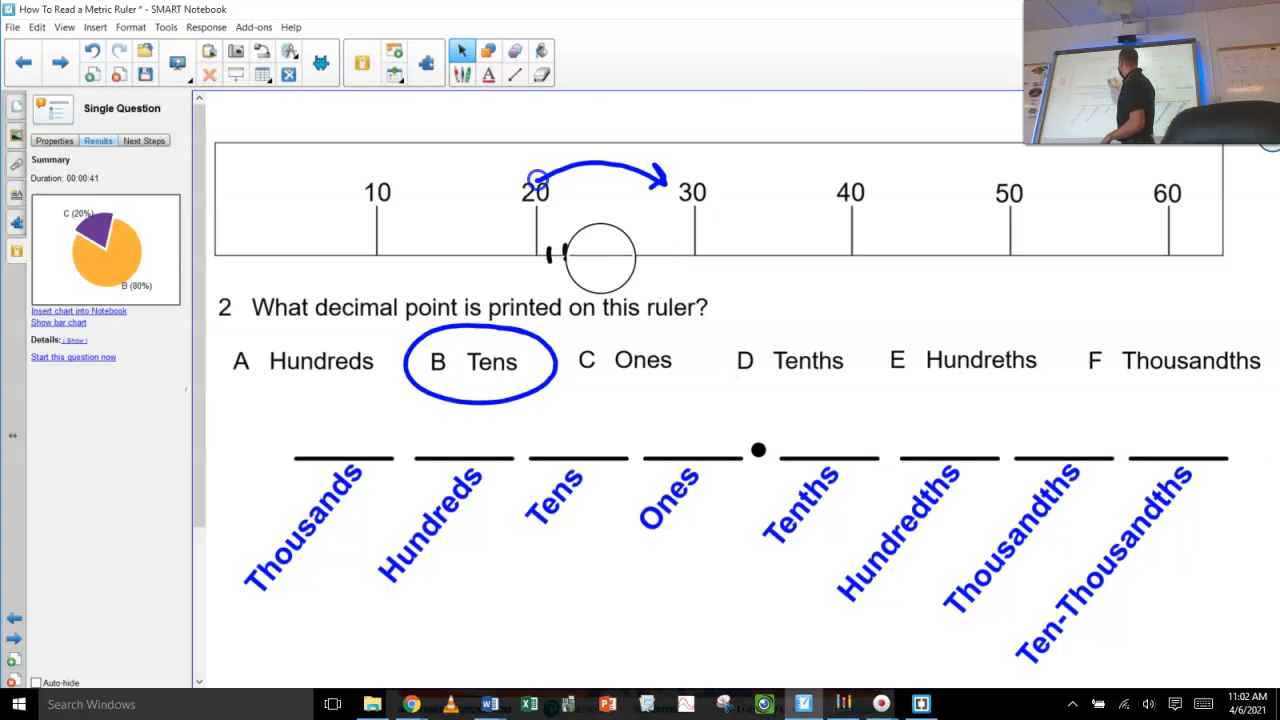 How To Read a Metric Ruler * - SMART Notebook
File Edit View Insert Format Tools Response Add-ons Help
Single Question
Properties Results Next Steps
Summary
Duration: 00:00:41
C (20%)
B (80%)
Insert chart into Notebook
Show bar chart
Details: ( Show )
Start this question now
Auto-hide
10 20 30 40 50 60
2 What decimal point is printed on this ruler?
A Hundreds B Tens C Ones D Tenths E Hundreths F Thousandths
Thousands Hundreds Tens Ones . Tenths Hundredths Thousandths Ten-Thousandths
Search Windows
11:02 AM
4/6/2021